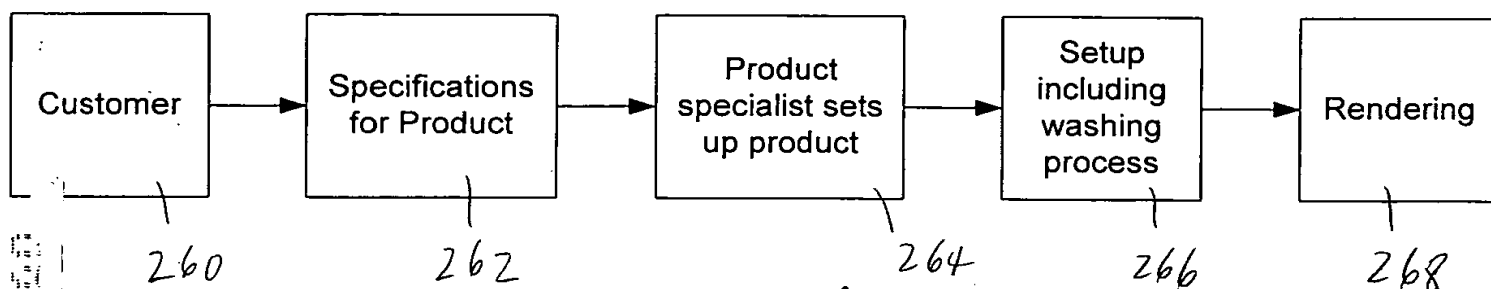 Customer
Specifications
for Product
Product
specialist sets
up product
Setup
including
washing
process
Rendering
260
262
264
266
268